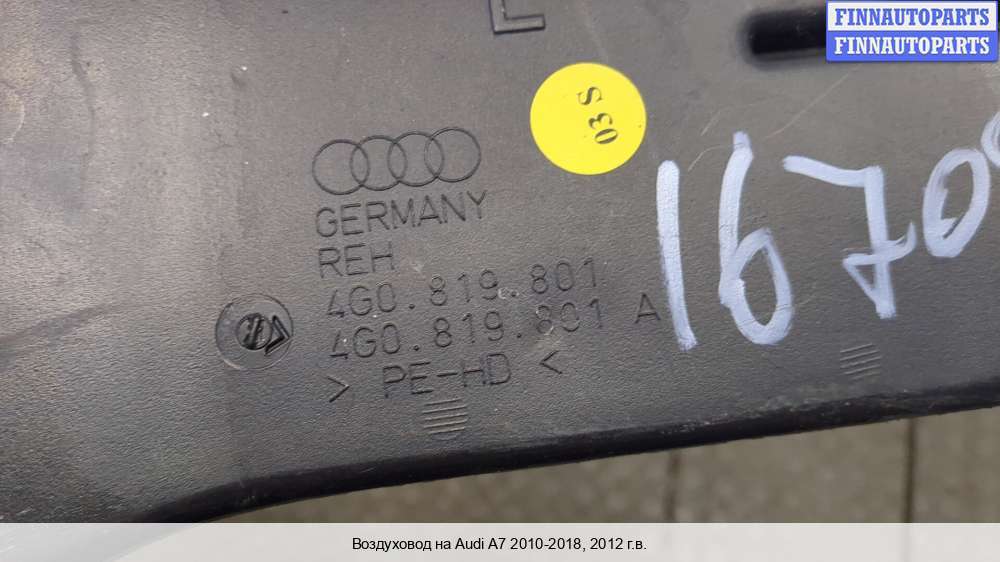 FINNAUTOPARTS
FINNAUTOPARTS
L
03 S
GERMANY
REH
4G0.819.801
4G0.819.801 A
> PE-HD <
1670
Воздуховод на Audi A7 2010-2018, 2012 г.в.